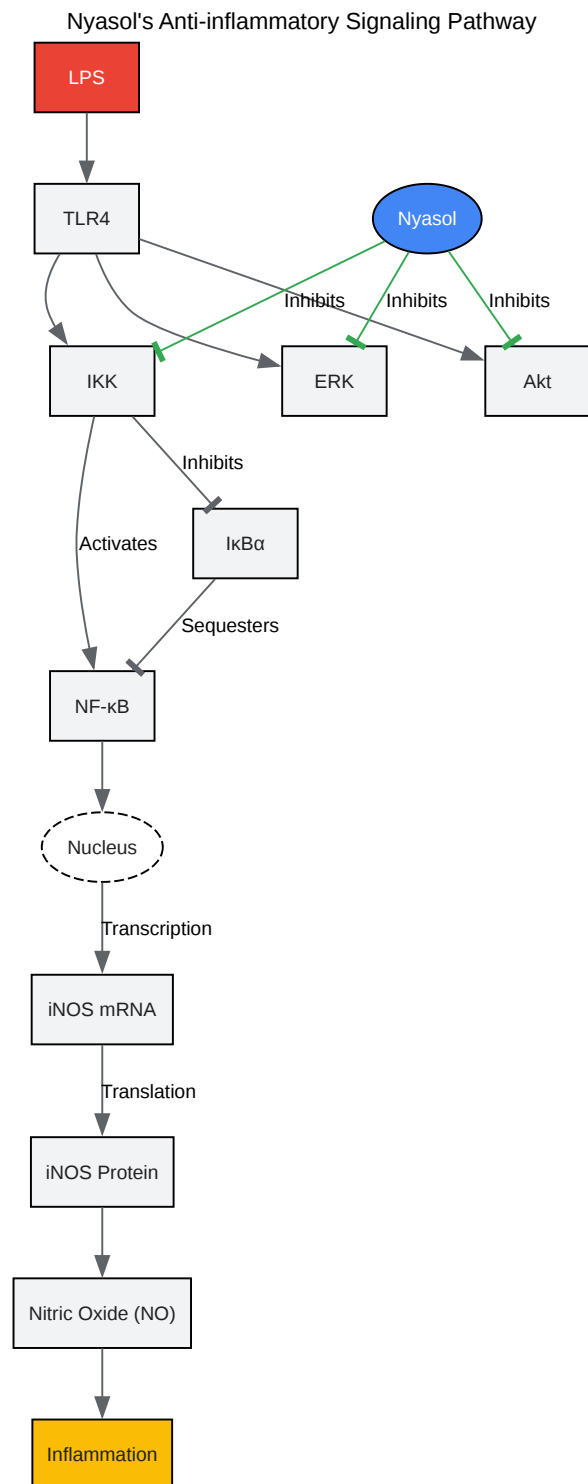 Nyasol's Anti-inflammatory Signaling Pathway
LPS
TLR4
Nyasol
Inhibits
Inhibits
Inhibits
IKK
ERK
Akt
Inhibits
IκBα
Activates
Sequesters
NF-κB
Nucleus
Transcription
iNOS mRNA
Translation
iNOS Protein
Nitric Oxide (NO)
Inflammation